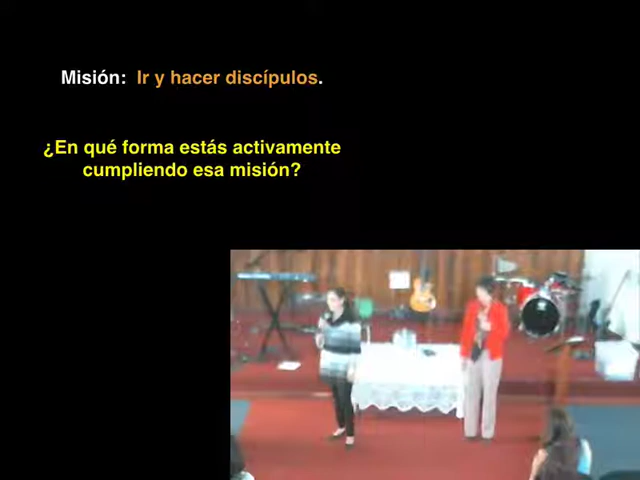 Misión: Ir y hacer discípulos.
¿En qué forma estás activamente
cumpliendo esa misión?